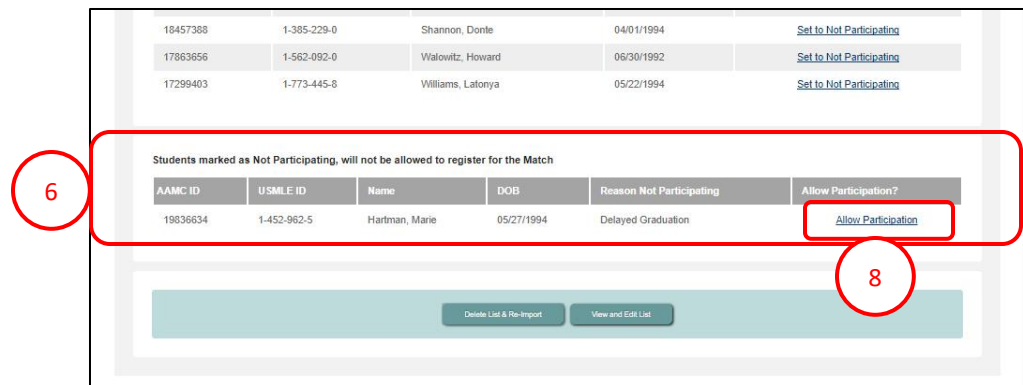 18457388 1-385-229-0 Shannon, Donte 04/01/1994 Set to Not Participating
17863656 1-562-092-0 Walowitz, Howard 06/30/1992 Set to Not Participating
17299403 1-773-445-8 Williams, Latonya 05/22/1994 Set to Not Participating
Students marked as Not Participating, will not be allowed to register for the Match
6
AAMC ID USMLE ID Name DOB Reason Not Participating Allow Participation?
19836634 1-452-962-5 Hartman, Marie 05/27/1994 Delayed Graduation Allow Participation
8
Delete List & Re-Import View and Edit List